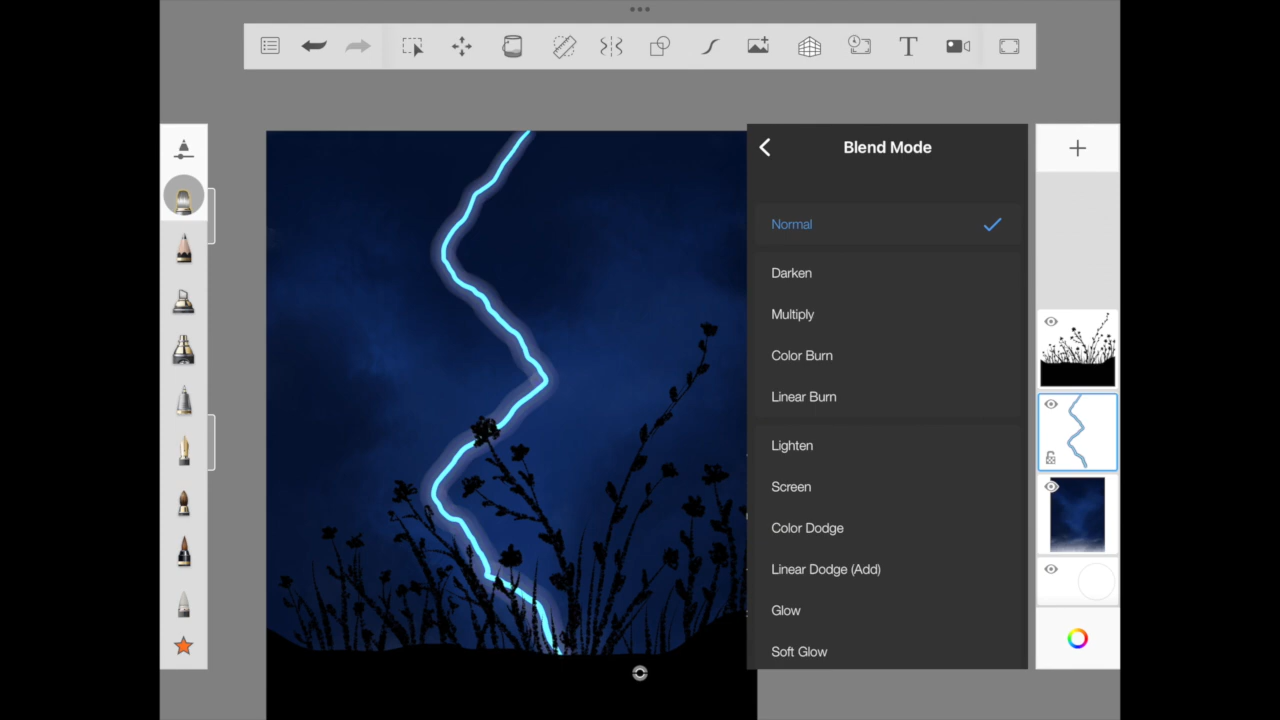 Blend Mode
Normal
Darken
Multiply
Color Burn
Linear Burn
Lighten
Screen
Color Dodge
Linear Dodge (Add)
Glow
Soft Glow